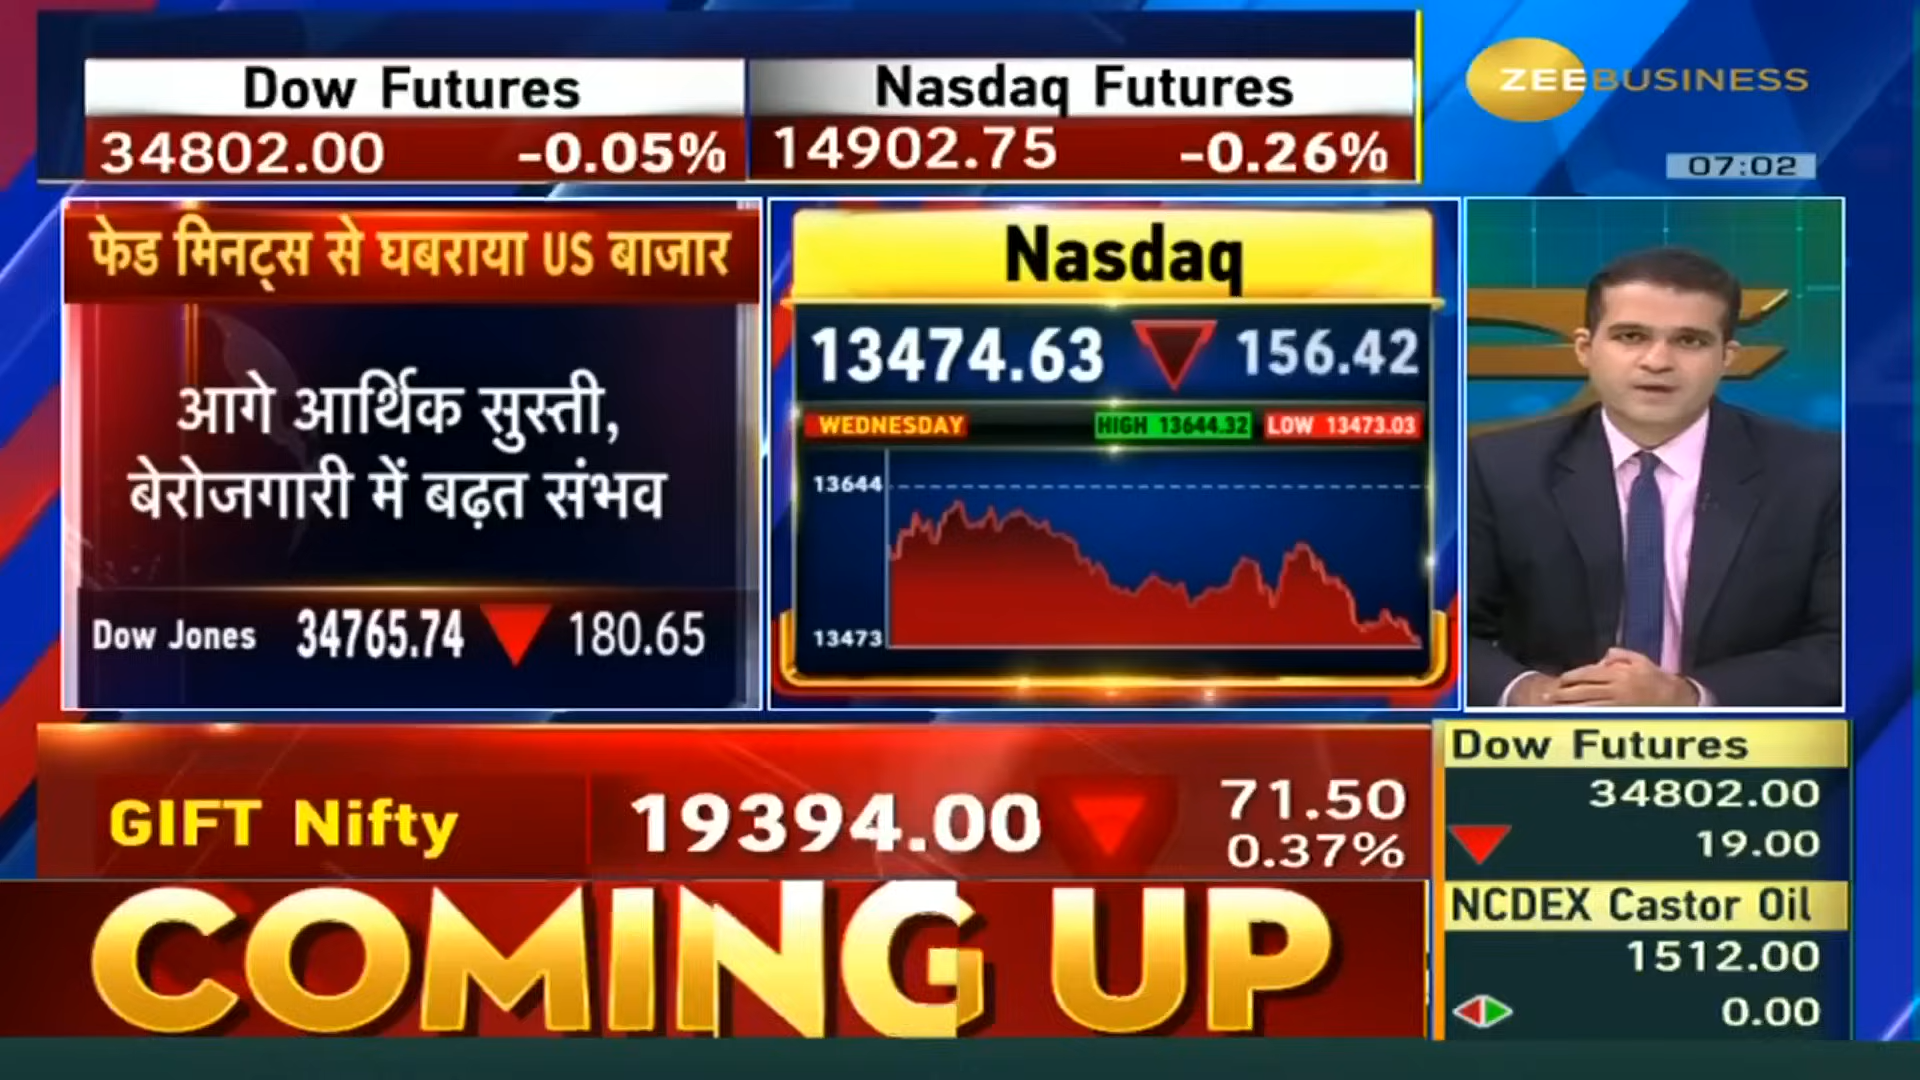 Dow Futures
34802.00 -0.05%
Nasdaq Futures
14902.75 -0.26%
ZEEBUSINESS
07:02
फेड मिनट्स से घबराया US बाजार
आगे आर्थिक सुस्ती,
बेरोजगारी में बढ़त संभव
Dow Jones 34765.74 180.65
Nasdaq
13474.63 156.42
WEDNESDAY HIGH 13644.32 LOW 13473.03
13644
13473
GIFT Nifty 19394.00 71.50
0.37%
COMING UP
Dow Futures
34802.00
19.00
NCDEX Castor Oil
1512.00
0.00